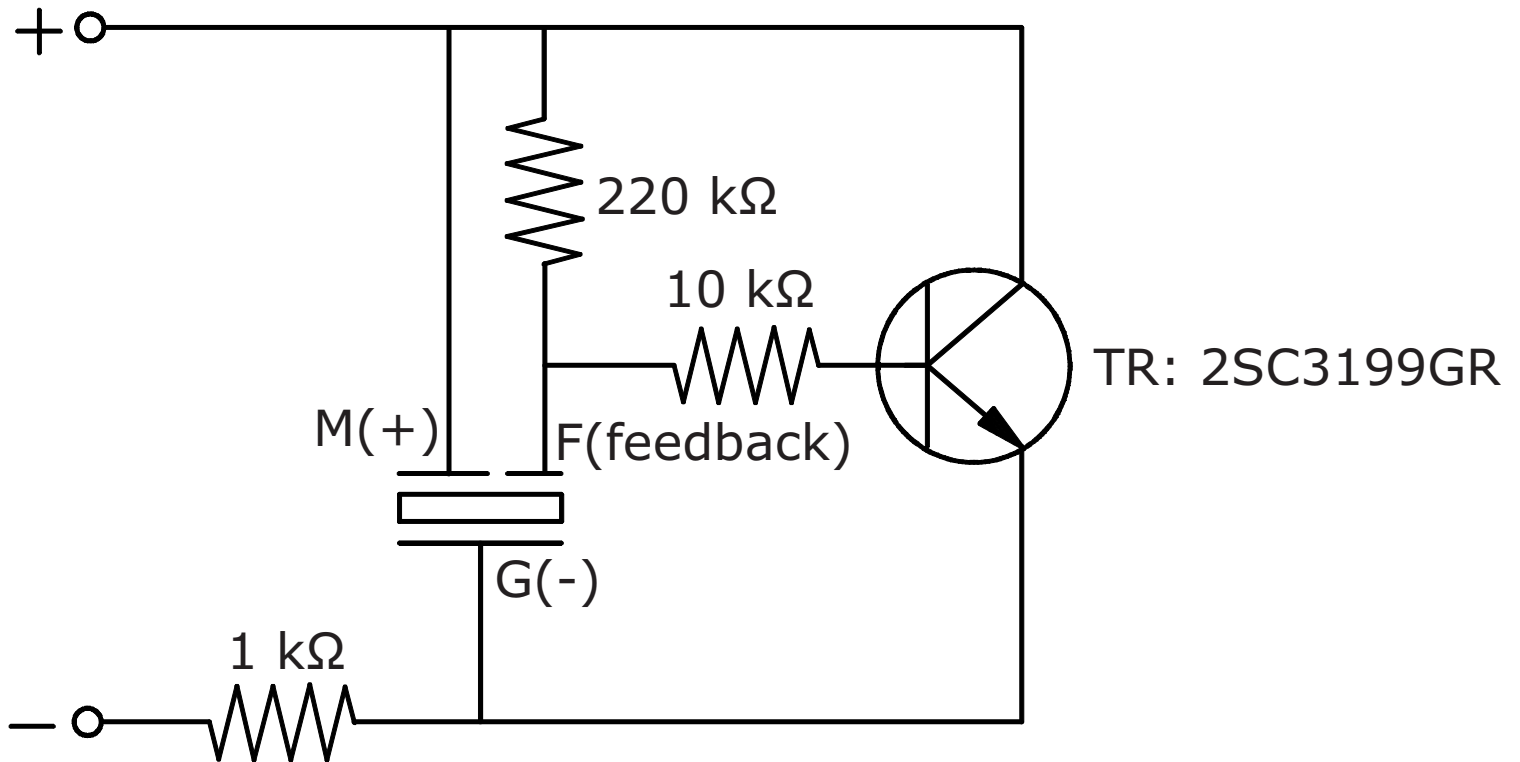 +
220 kΩ
10 kΩ
TR: 2SC3199GR
M(+)
F(feedback)
G(-)
1 kΩ
−